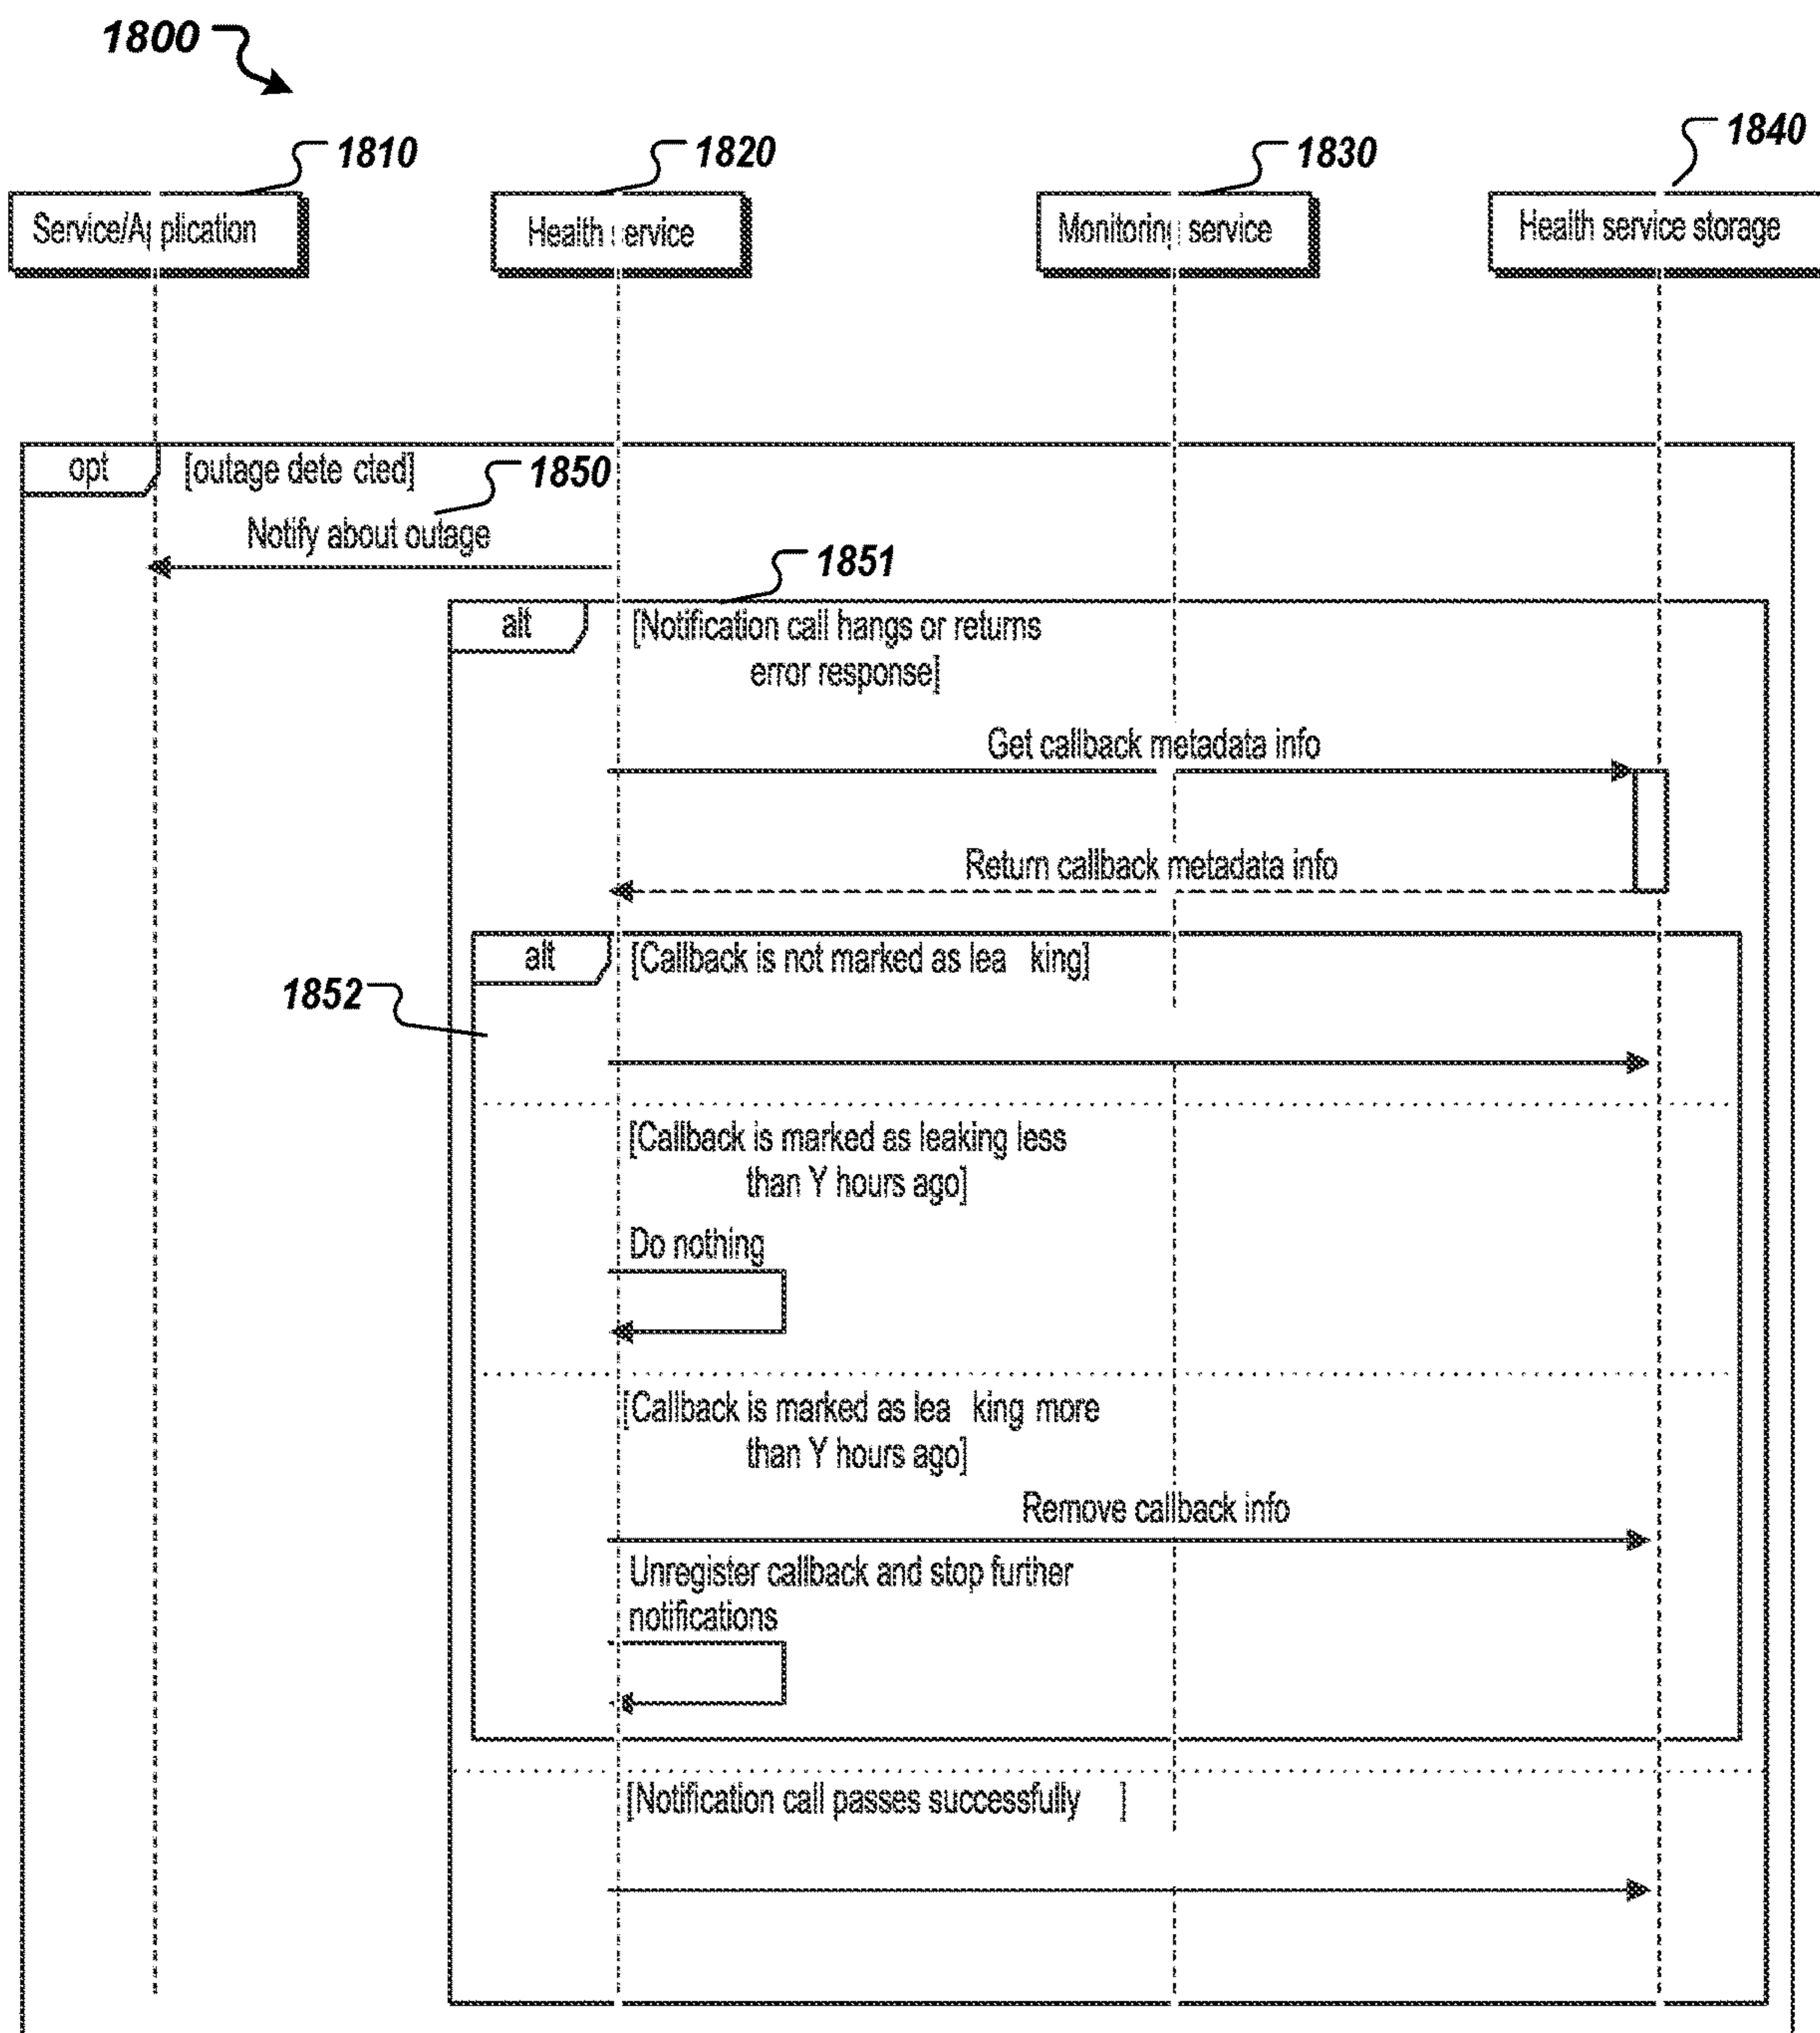 1800
1810
1820
1830
1840
Service/Application
Health service
Monitoring service
Health service storage
opt
[outage dete cted]
1850
Notify about outage
1851
alt
[Notification call hangs or returns
error response]
Get callback metadata info
Return callback metadata info
alt
[Callback is not marked as lea king]
1852
[Callback is marked as leaking less
than Y hours ago]
Do nothing
[Callback is marked as lea king more
than Y hours ago]
Remove callback info
Unregister callback and stop further
notifications
[Notification call passes successfully ]